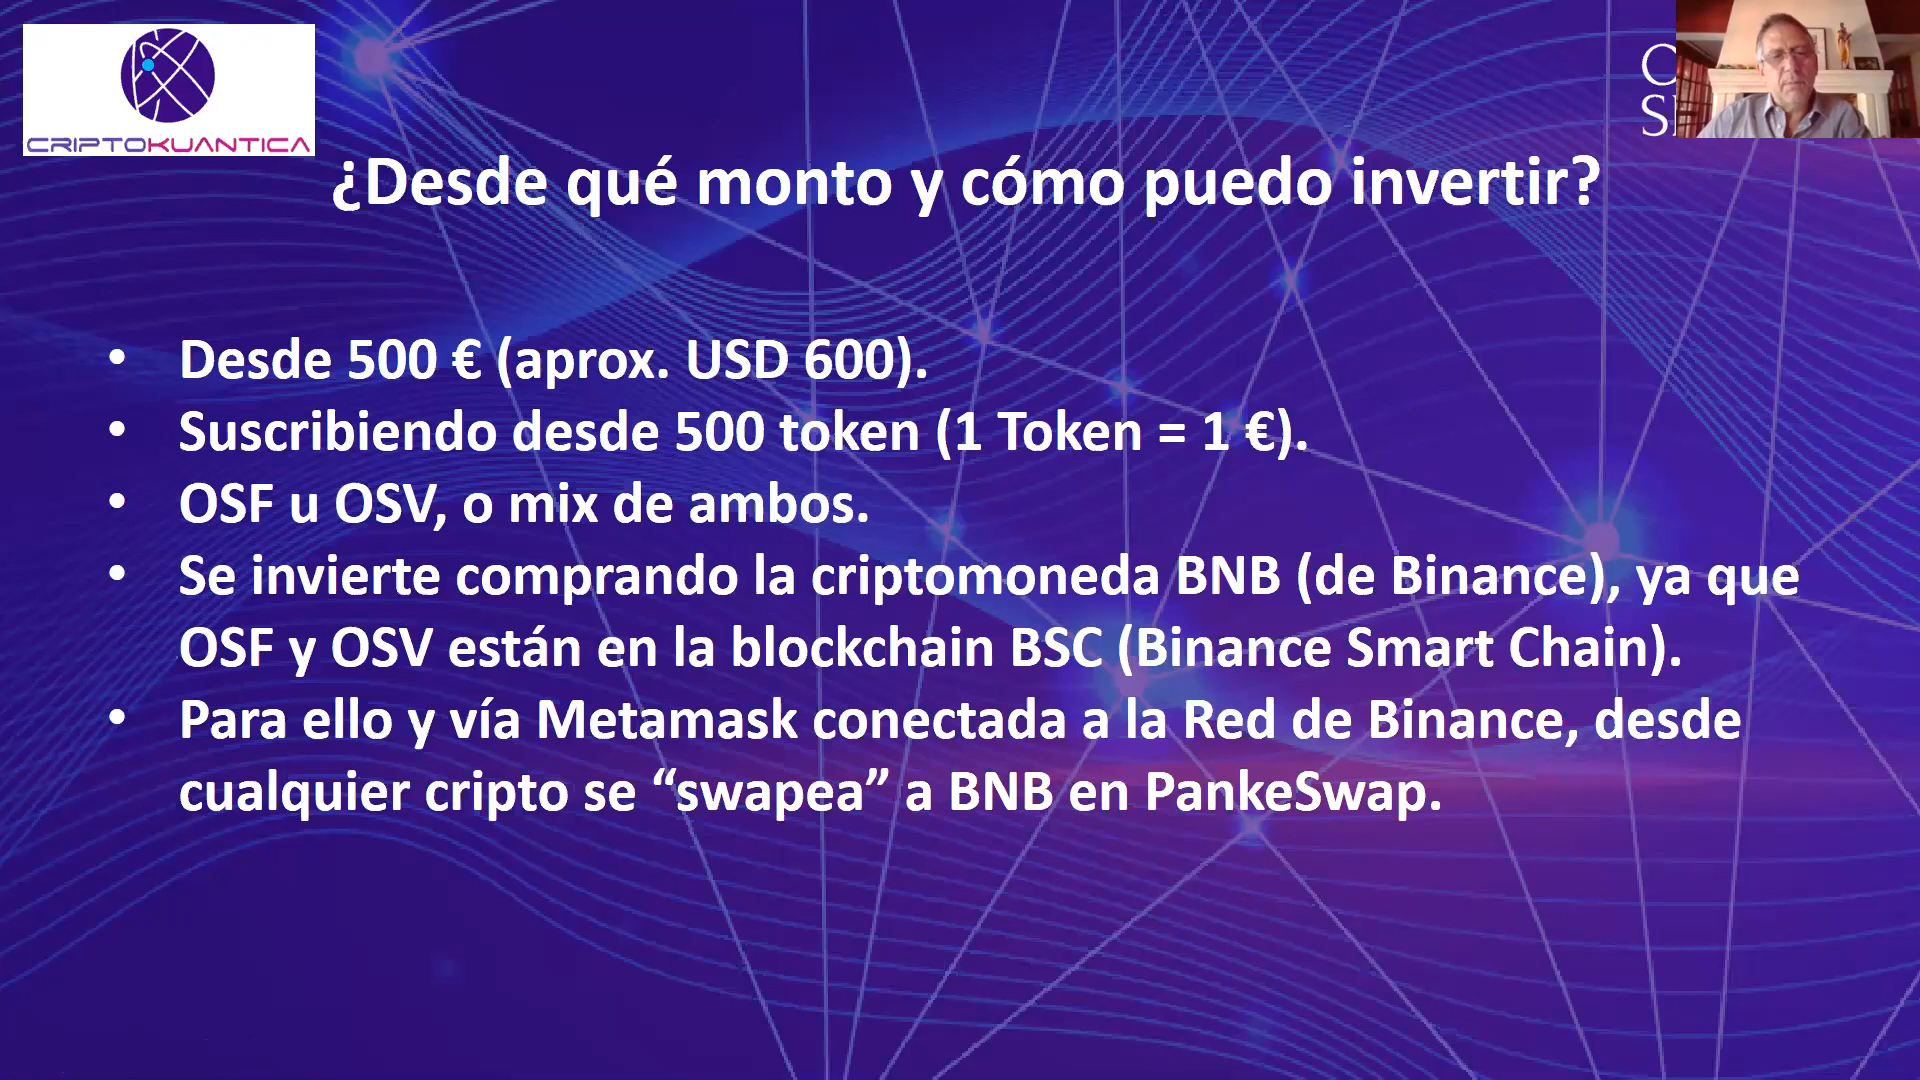 CRIPTOKUANTICA
¿Desde qué monto y cómo puedo invertir?
• Desde 500 € (aprox. USD 600).
• Suscribiendo desde 500 token (1 Token = 1 €).
• OSF u OSV, o mix de ambos.
• Se invierte comprando la criptomoneda BNB (de Binance), ya que
OSF y OSV están en la blockchain BSC (Binance Smart Chain).
• Para ello y vía Metamask conectada a la Red de Binance, desde
cualquier cripto se “swapea” a BNB en PankeSwap.